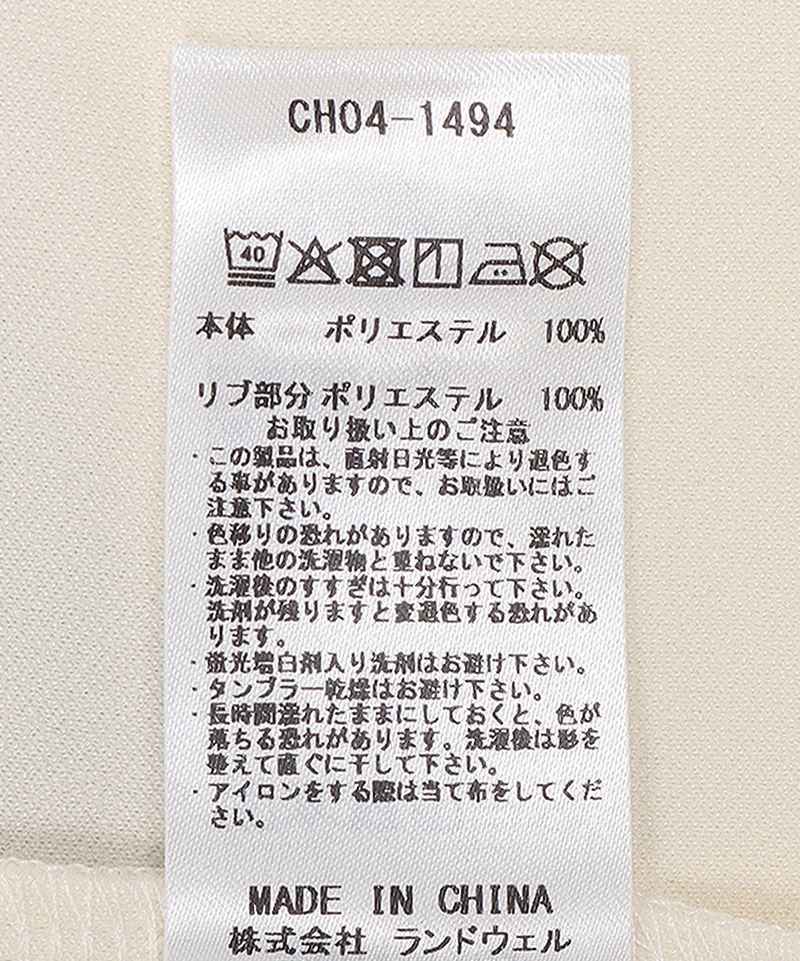 CH04-1494
40
本体 ポリエステル 100%
リブ部分 ポリエステル 100%
お取り扱い上のご注意
・この製品は、直射日光等により退色す
る事がありますので、お取扱いにはご
注意下さい。
・色移りの恐れがありますので、濡れた
まま他の洗濯物と重ねないで下さい。
・洗濯後のすすぎは十分行って下さい。
洗剤が残りますと変退色する恐れがあ
ります。
・蛍光増白剤入り洗剤はお避け下さい。
・タンブラー乾燥はお避け下さい。
・長時間濡れたままにしておくと、色が
落ちる恐れがあります。洗濯後は形を
整えて直ぐに干して下さい。
・アイロンをする際は当て布をしてくだ
さい。
MADE IN CHINA
株式会社 ランドウェル